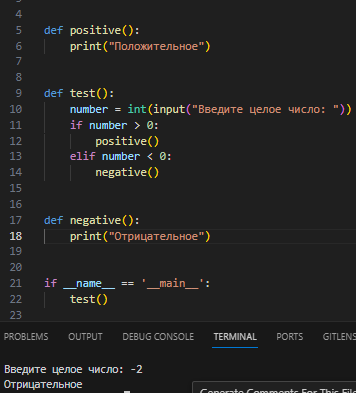 4
5 def positive():
6     print("Положительное")
7
8
9 def test():
10     number = int(input("Введите целое число: "))
11     if number > 0:
12         positive()
13     elif number < 0:
14         negative()
15
16
17 def negative():
18     print("Отрицательное")
19
20
21 if __name__ == '__main__':
22     test()
23
PROBLEMS OUTPUT DEBUG CONSOLE TERMINAL PORTS GITLENS
Введите целое число: -2
Отрицательное
Generate Comments For This File